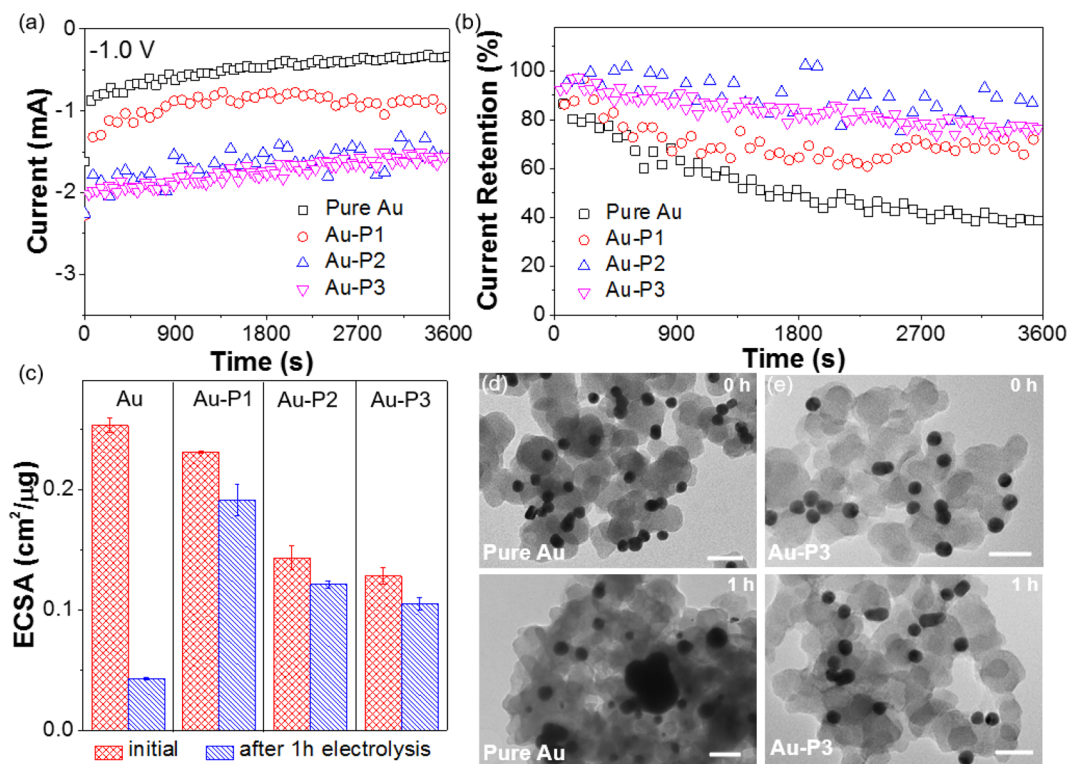 (a)
-1.0 V
0
-1
-2
-3
Current (mA)
Pure Au
Au-P1
Au-P2
Au-P3
0 900 1800 2700 3600
Time (s)
(b)
100
80
60
40
20
0
Current Retention (%)
Pure Au
Au-P1
Au-P2
Au-P3
0 900 1800 2700 3600
Time (s)
(c)
Au Au-P1 Au-P2 Au-P3
0.2
0.1
0.0
ECSA (cm²/μg)
initial after 1h electrolysis
(d) 0 h
Pure Au
1 h
Pure Au
(e) 0 h
Au-P3
1 h
Au-P3